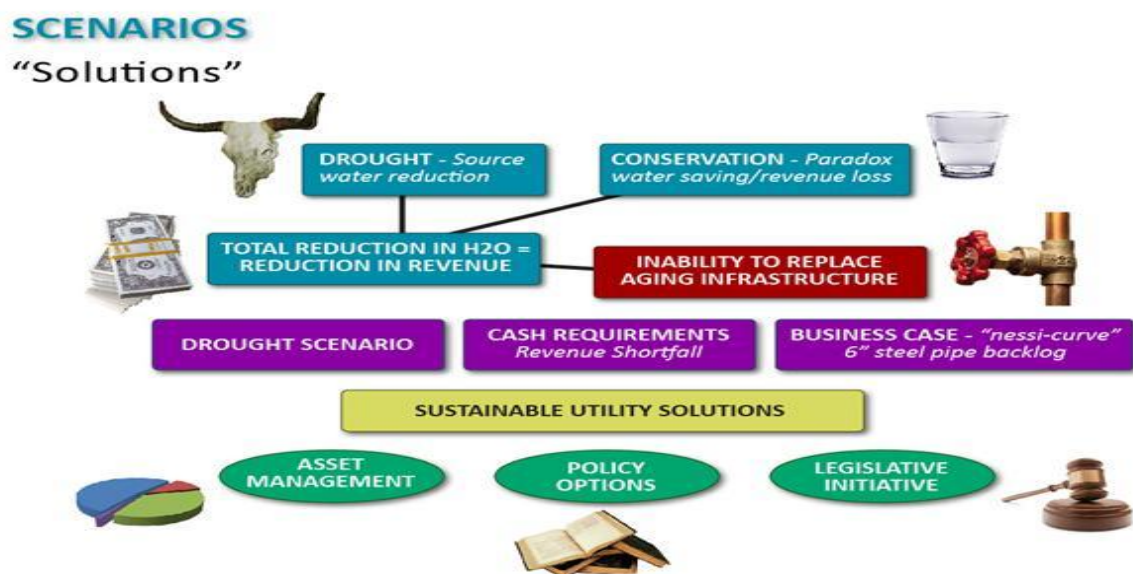 SCENARIOS
“Solutions”
DROUGHT - Source
water reduction
CONSERVATION - Paradox
water saving/revenue loss
TOTAL REDUCTION IN H2O =
REDUCTION IN REVENUE
INABILITY TO REPLACE
AGING INFRASTRUCTURE
DROUGHT SCENARIO
CASH REQUIREMENTS
Revenue Shortfall
BUSINESS CASE - “nessi-curve”
6” steel pipe backlog
SUSTAINABLE UTILITY SOLUTIONS
ASSET
MANAGEMENT
POLICY
OPTIONS
LEGISLATIVE
INITIATIVE